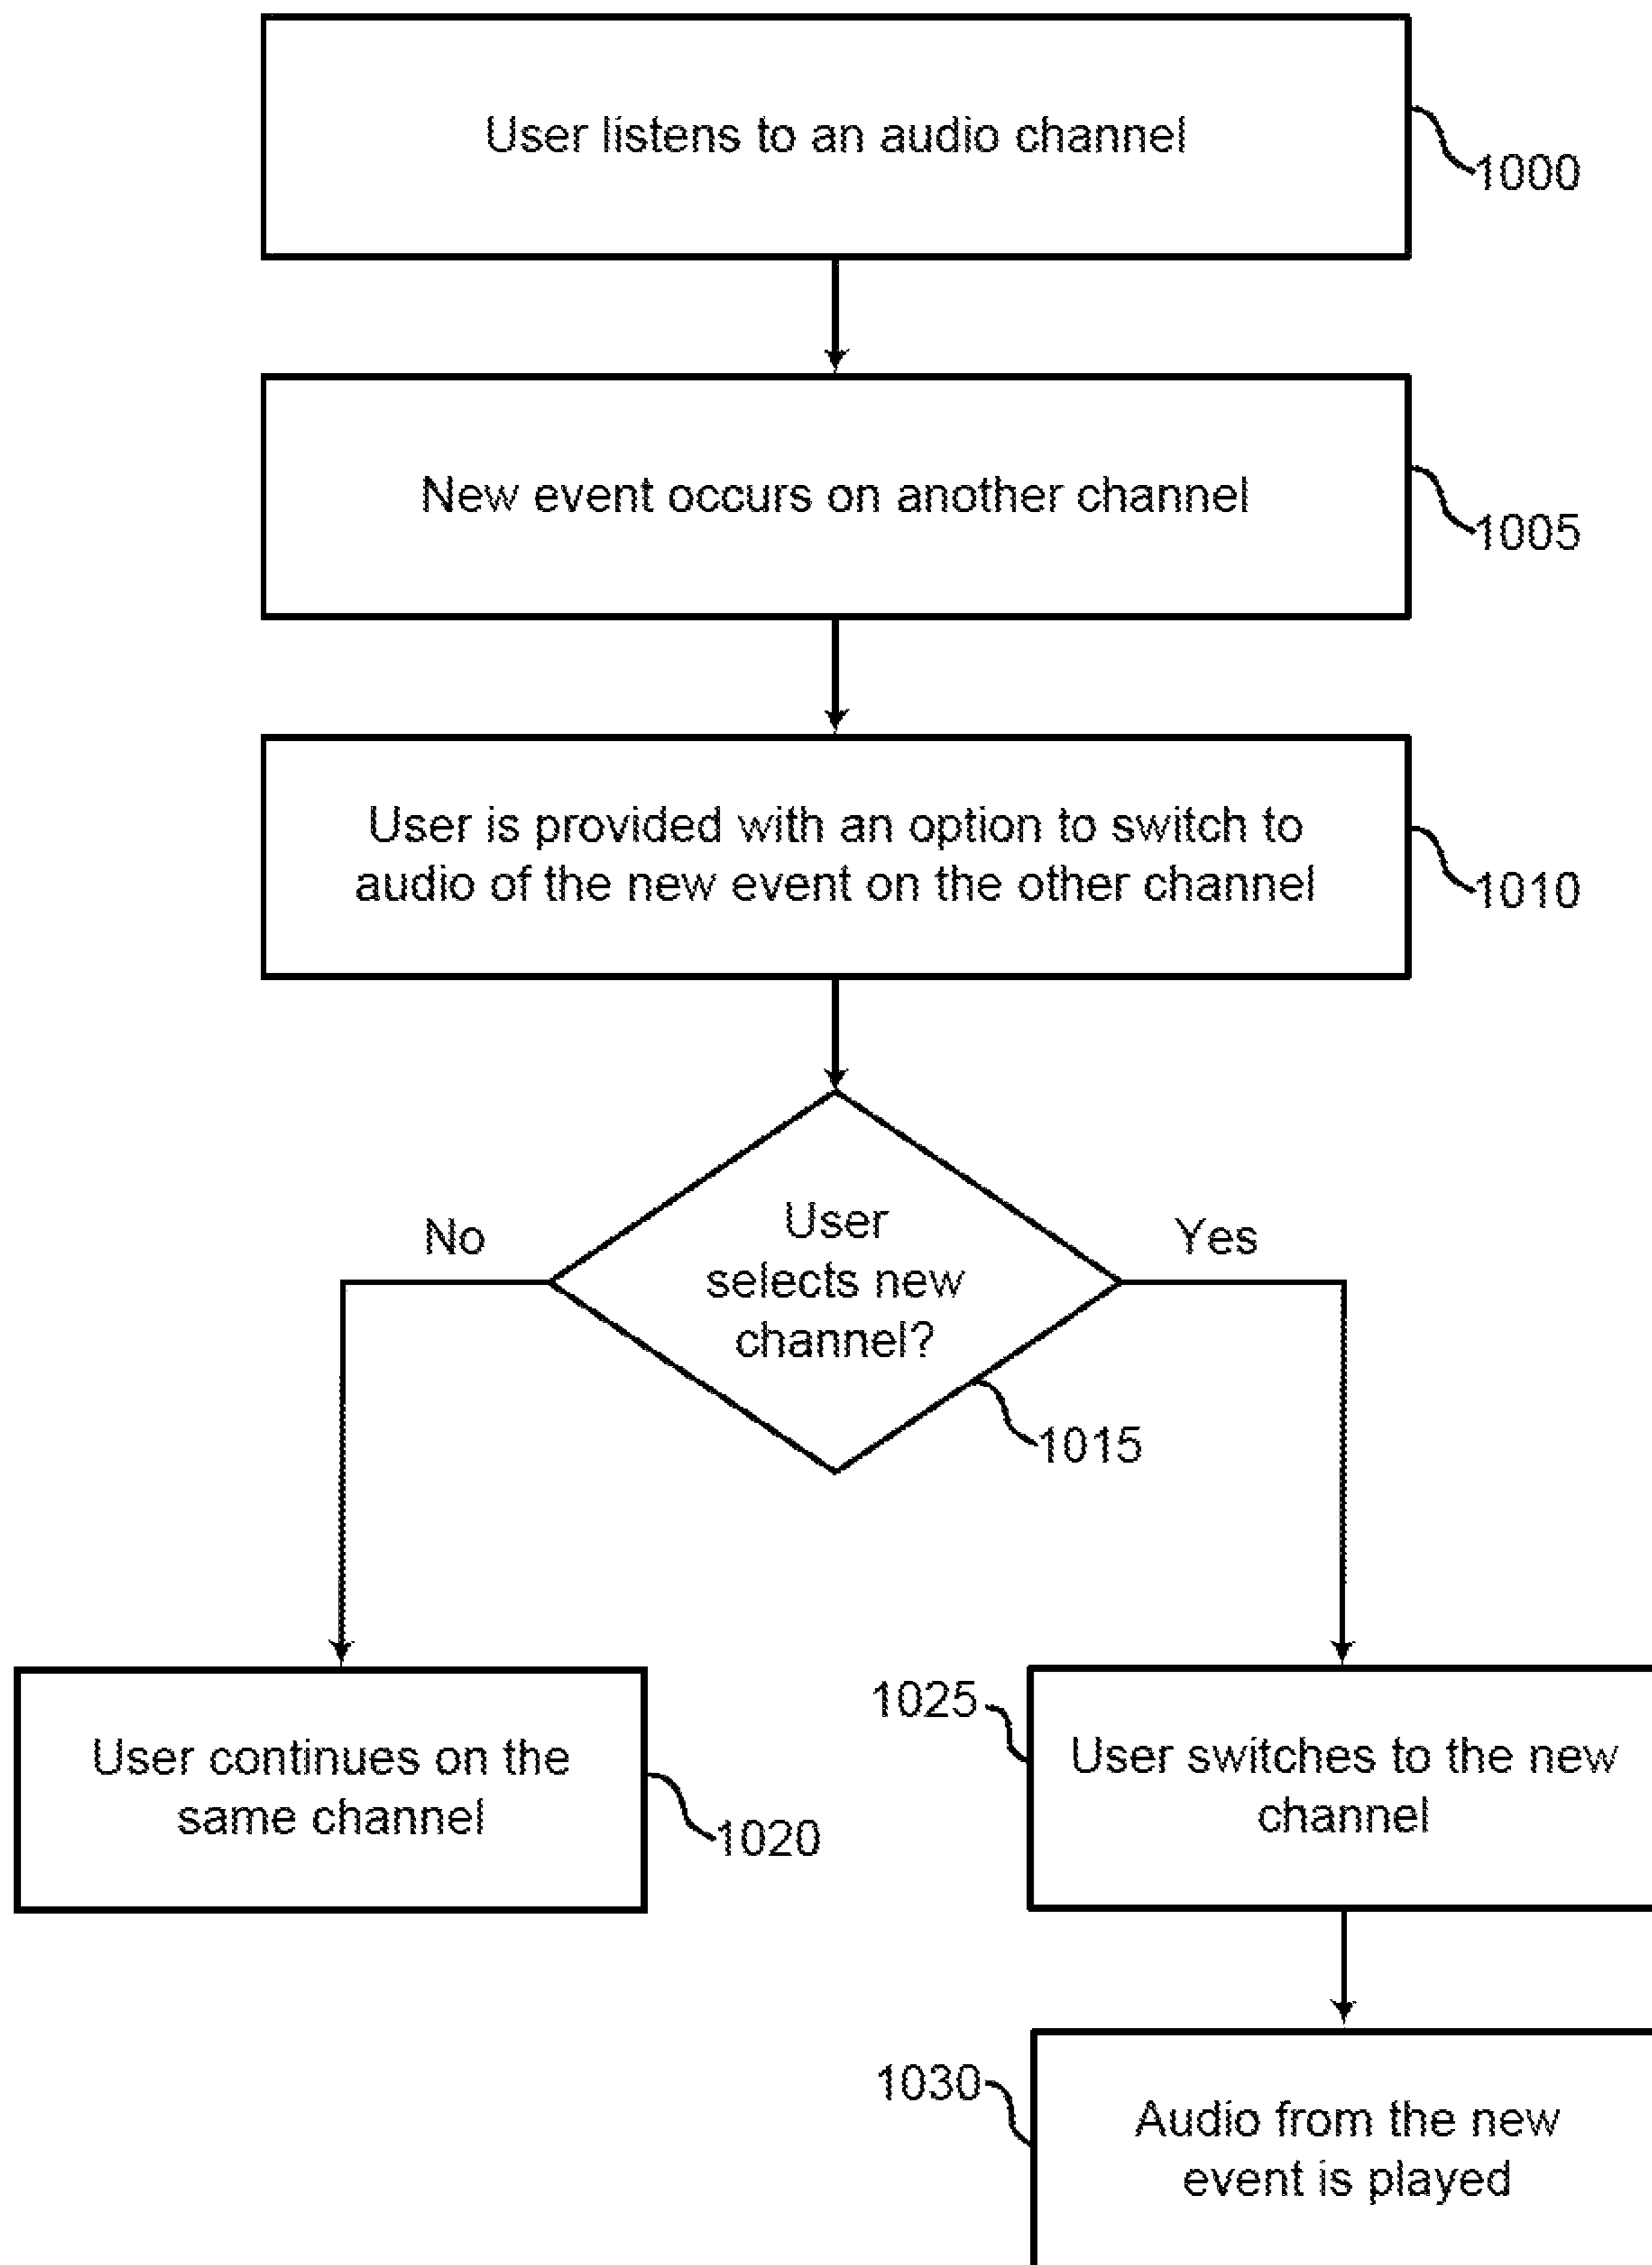 User listens to an audio channel
1000
New event occurs on another channel
1005
User is provided with an option to switch to
audio of the new event on the other channel
1010
User
selects new
channel?
No
Yes
1015
User continues on the
same channel
1020
1025
User switches to the new
channel
1030
Audio from the new
event is played